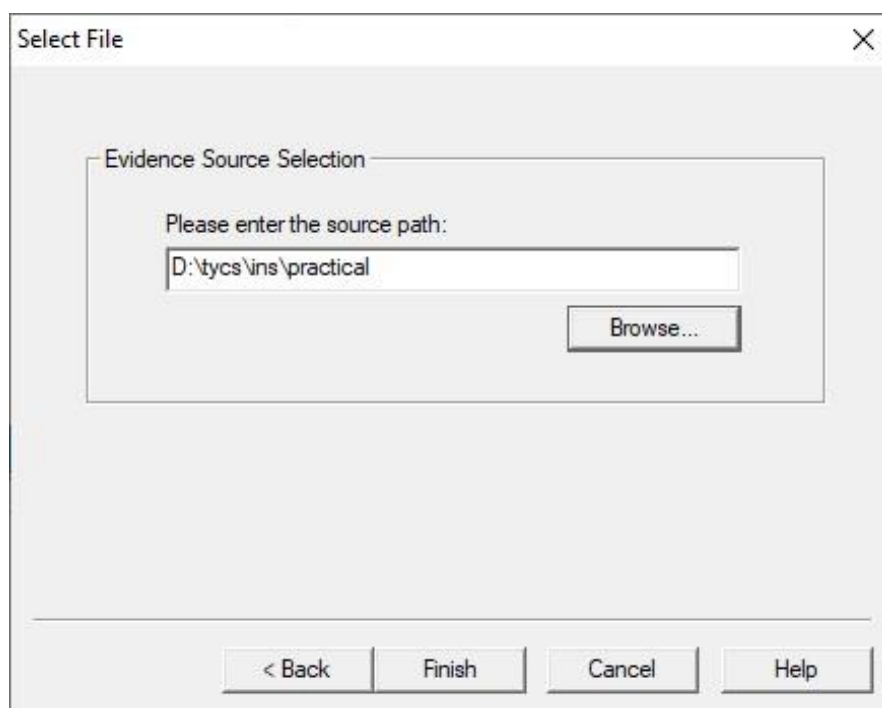 Select File
Evidence Source Selection
Please enter the source path:
D:\tycs\ins\practical
Browse...
< Back Finish Cancel Help